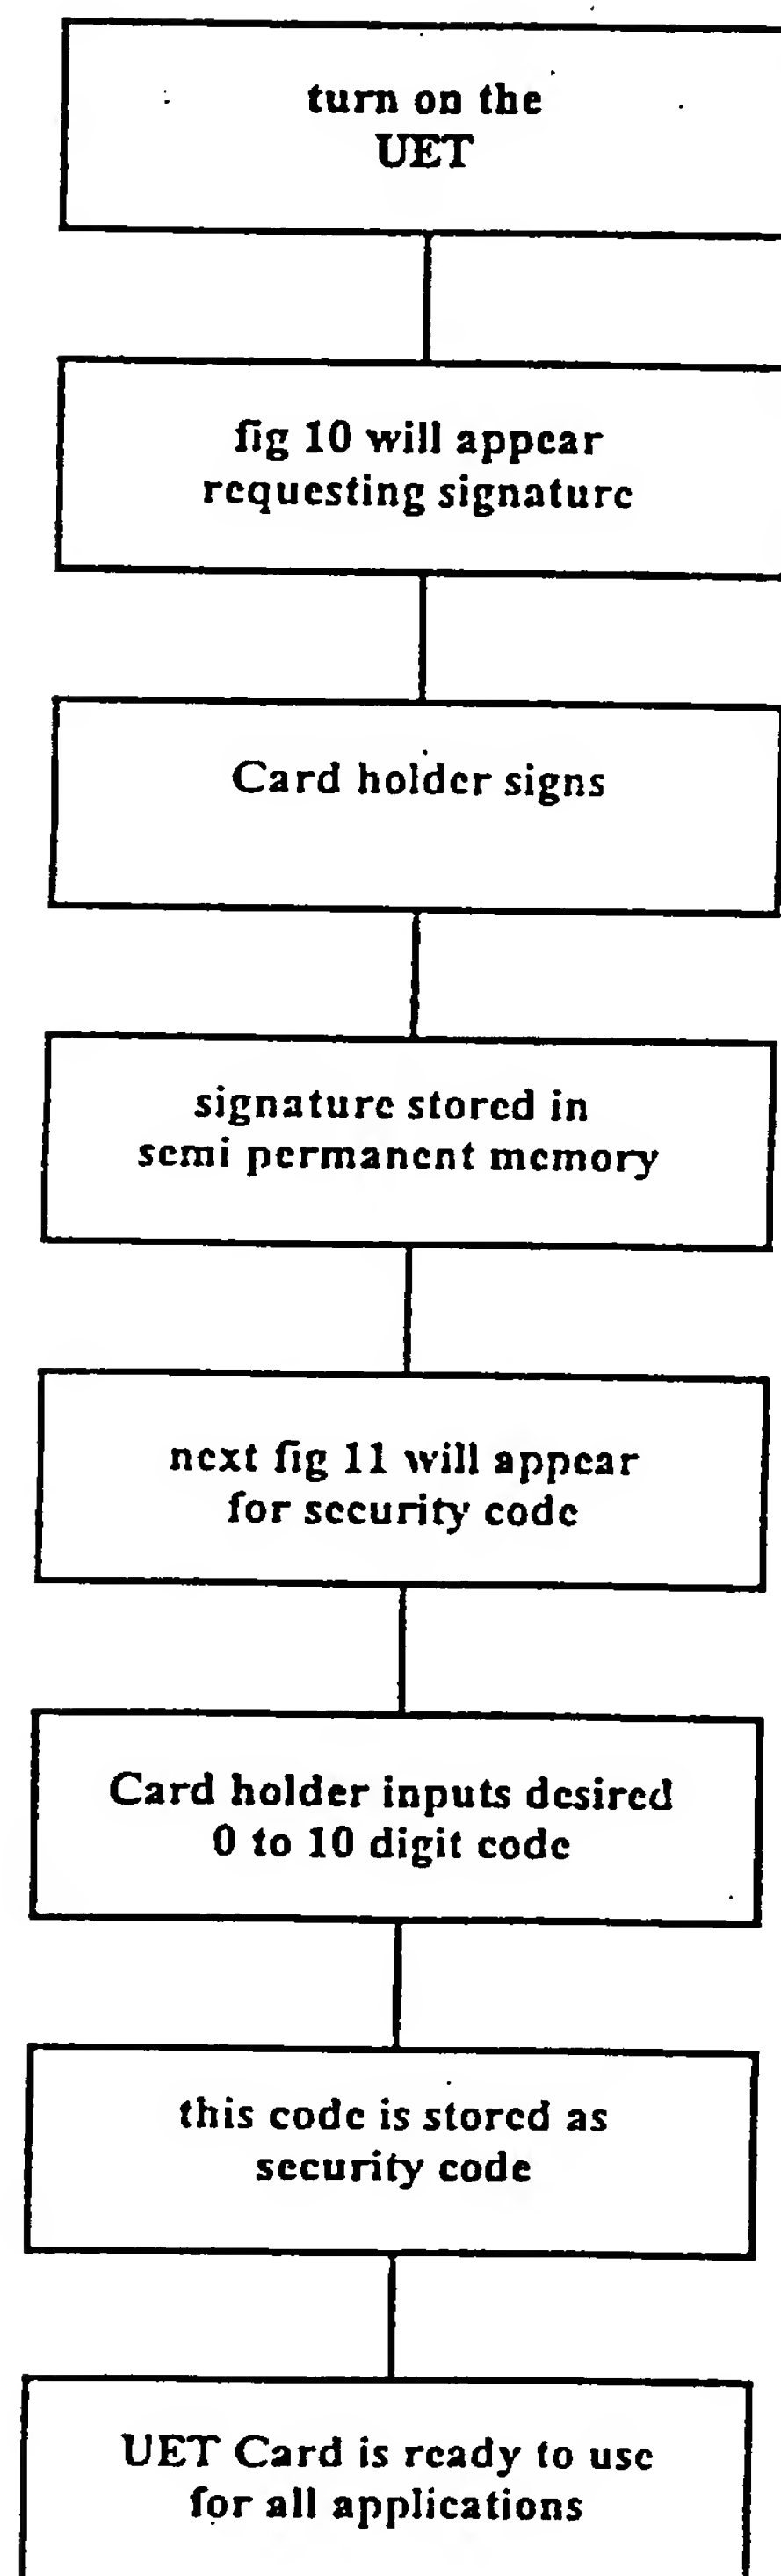 turn on the
UET
fig 10 will appear
requesting signature
Card holder signs
signature stored in
semi permanent memory
next fig 11 will appear
for security code
Card holder inputs desired
0 to 10 digit code
this code is stored as
security code
UET Card is ready to use
for all applications